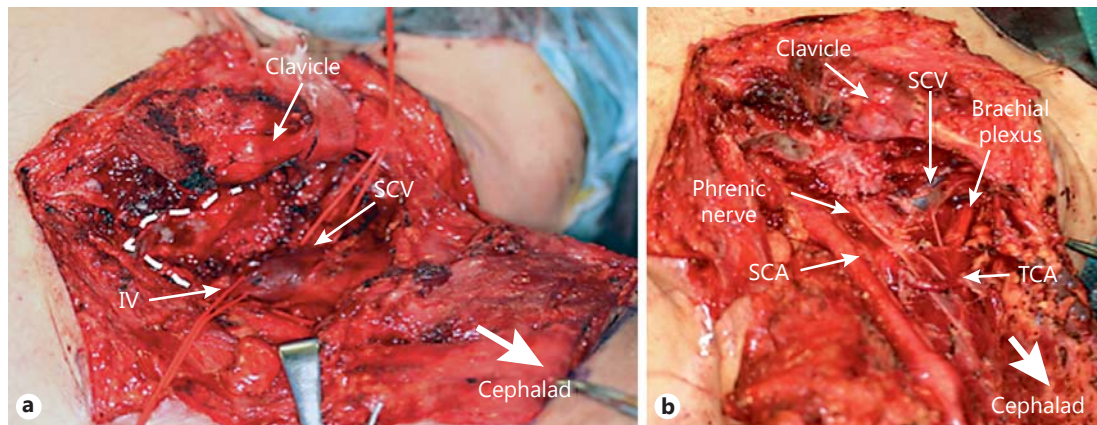 Clavicle
SCV
IV
Cephalad
a
Clavicle
SCV
Brachial
plexus
Phrenic
nerve
SCA
TCA
Cephalad
b